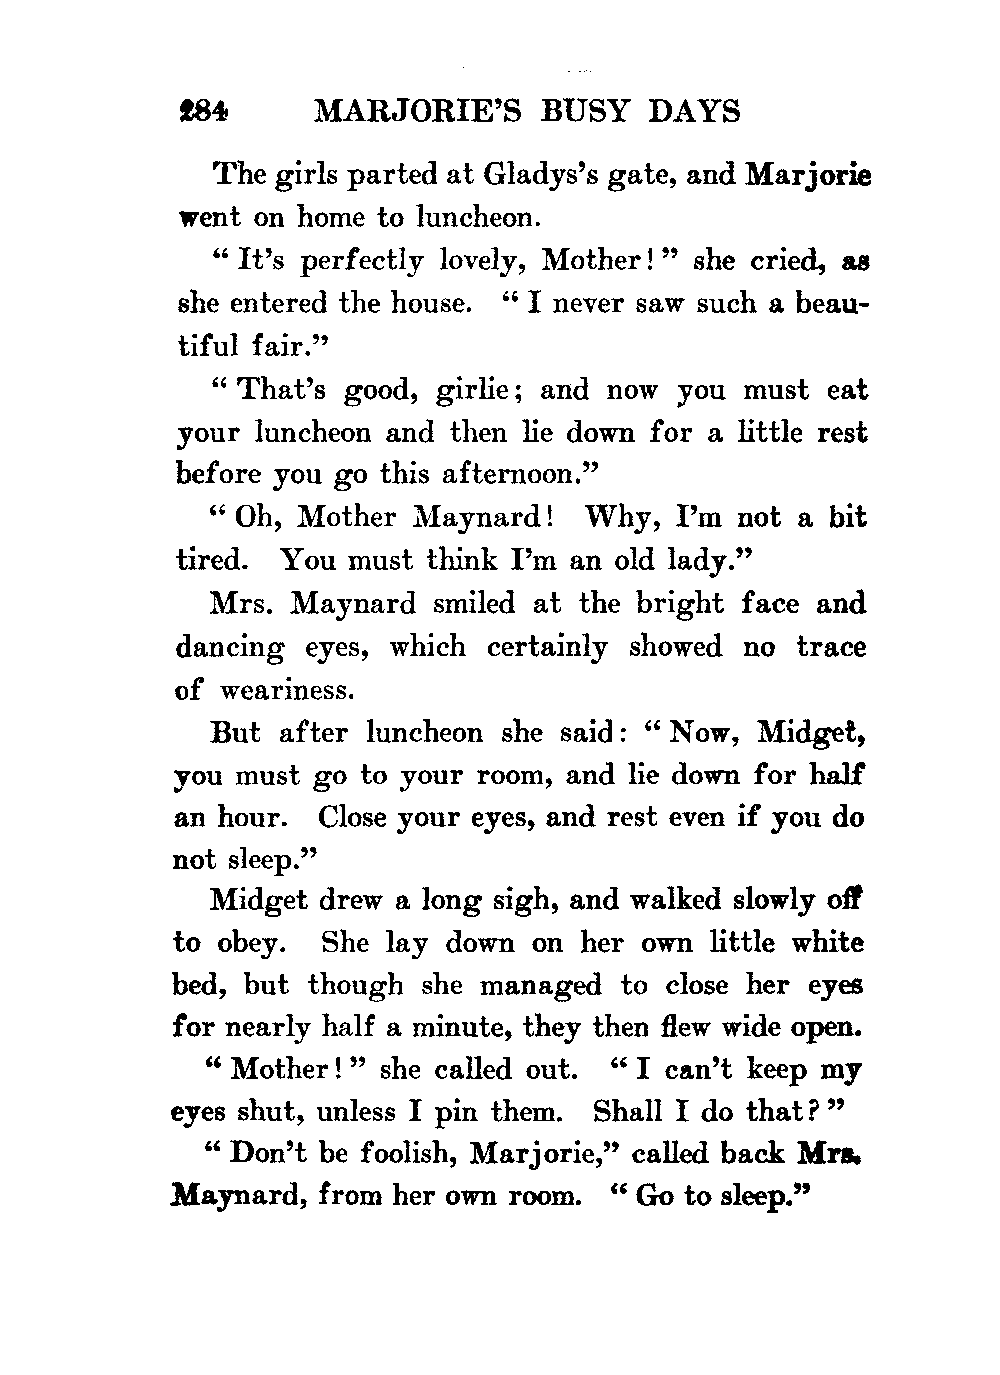 284 MARJORIE'S BUSY DAYS
The girls parted at Gladys's gate, and Marjorie
went on home to luncheon.
“ It’s perfectly lovely, Mother! ” she cried, as
she entered the house. “ I never saw such a beau-
tiful fair.”
“ That’s good, girlie; and now you must eat
your luncheon and then lie down for a little rest
before you go this afternoon.”
“ Oh, Mother Maynard! Why, I’m not a bit
tired. You must think I’m an old lady.”
Mrs. Maynard smiled at the bright face and
dancing eyes, which certainly showed no trace
of weariness.
But after luncheon she said: “ Now, Midget,
you must go to your room, and lie down for half
an hour. Close your eyes, and rest even if you do
not sleep.”
Midget drew a long sigh, and walked slowly off
to obey. She lay down on her own little white
bed, but though she managed to close her eyes
for nearly half a minute, they then flew wide open.
“ Mother! ” she called out. “ I can’t keep my
eyes shut, unless I pin them. Shall I do that? ”
“ Don’t be foolish, Marjorie,” called back Mrs.
Maynard, from her own room. “ Go to sleep.”